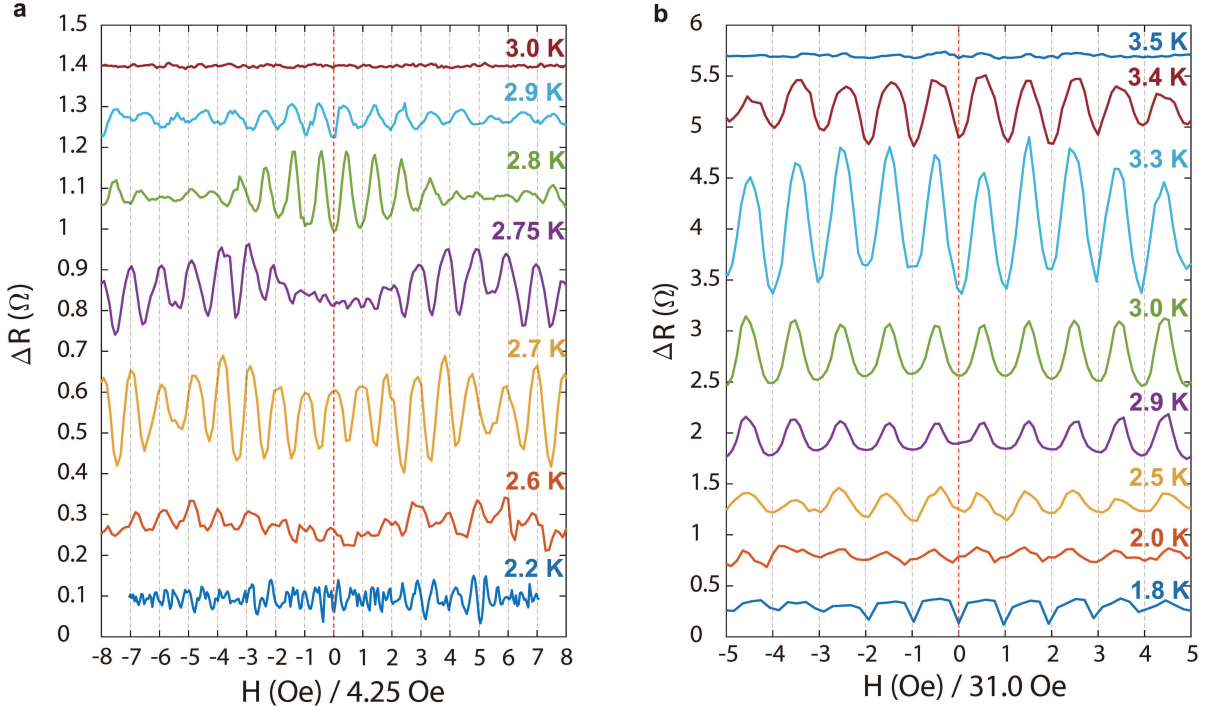 a
1.5
1.4
1.3
1.2
1.1
1
0.9
0.8
0.7
0.6
0.5
0.4
0.3
0.2
0.1
0
ΔR (Ω)
3.0 K
2.9 K
2.8 K
2.75 K
2.7 K
2.6 K
2.2 K
-8 -7 -6 -5 -4 -3 -2 -1 0 1 2 3 4 5 6 7 8
H (Oe) / 4.25 Oe
b
6
5.5
5
4.5
4
3.5
3
2.5
2
1.5
1
0.5
0
ΔR (Ω)
3.5 K
3.4 K
3.3 K
3.0 K
2.9 K
2.5 K
2.0 K
1.8 K
-5 -4 -3 -2 -1 0 1 2 3 4 5
H (Oe) / 31.0 Oe